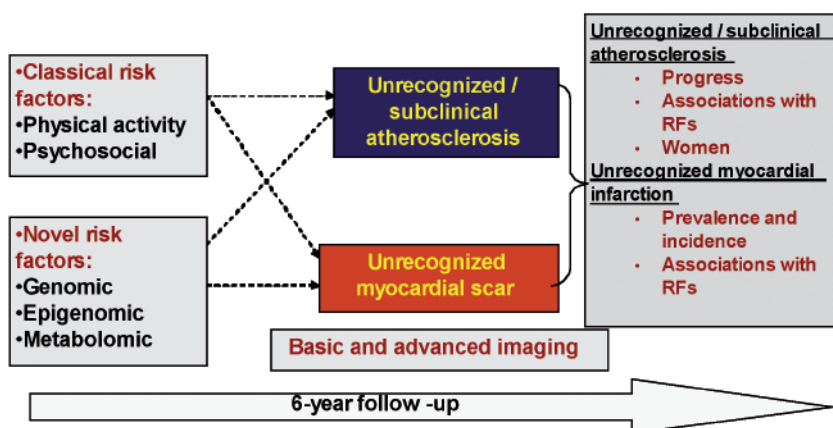 •Classical risk
factors:
•Physical activity
•Psychosocial
•Novel risk
factors:
•Genomic
•Epigenomic
•Metabolomic
Unrecognized /
subclinical
atherosclerosis
Unrecognized
myocardial scar
Basic and advanced imaging
Unrecognized / subclinical
atherosclerosis
• Progress
• Associations with
RFs
• Women
Unrecognized myocardial
infarction
• Prevalence and
incidence
• Associations with
RFs
6-year follow -up